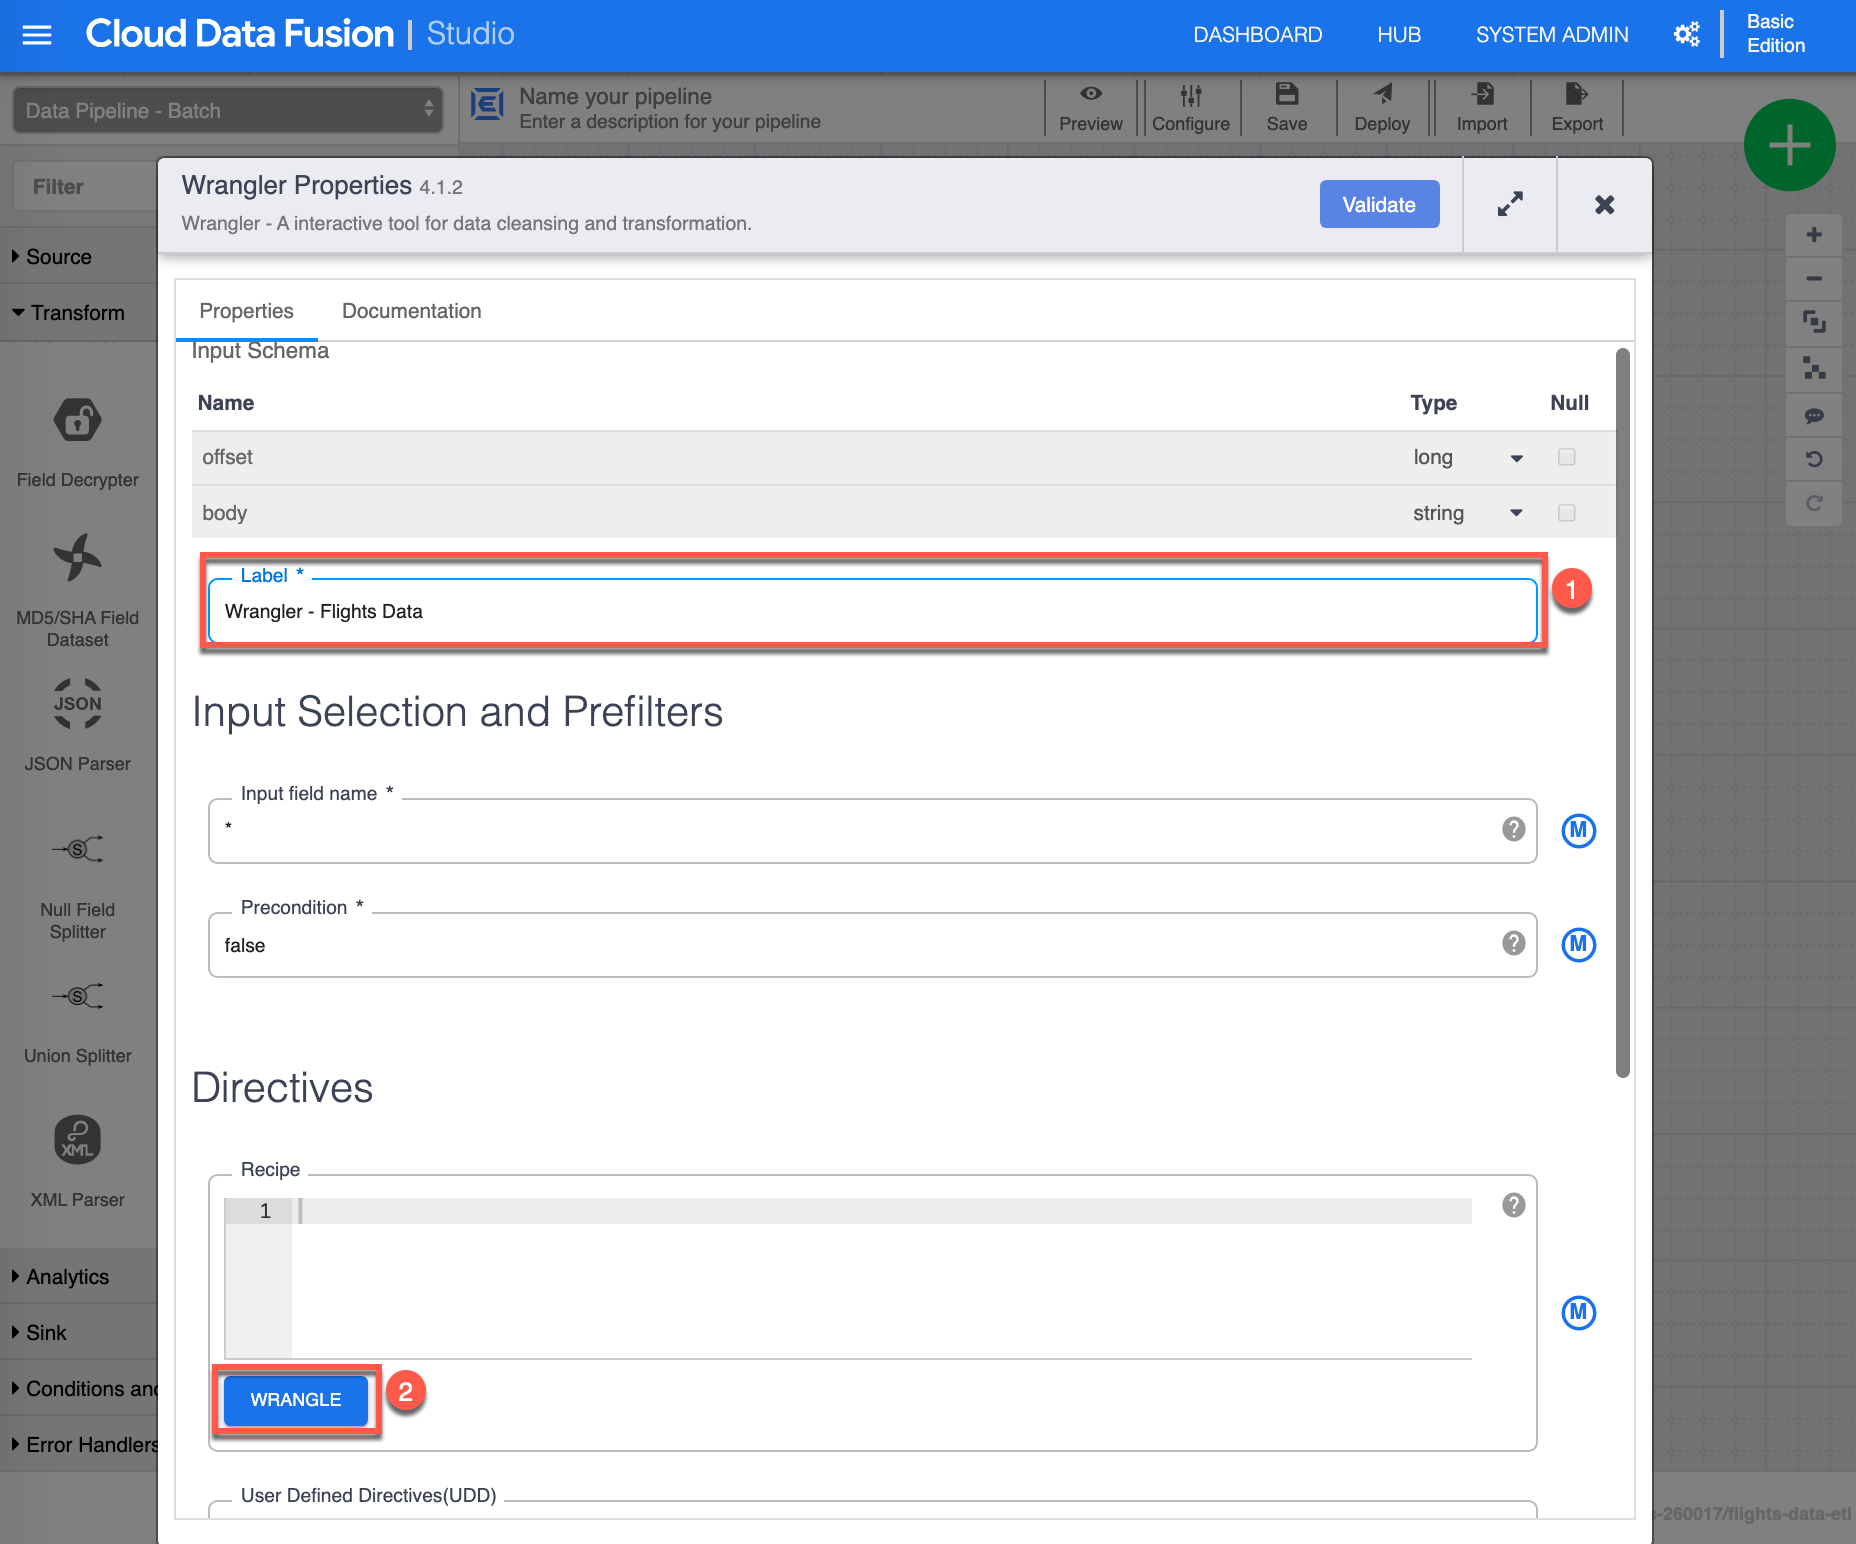 Cloud Data Fusion | Studio
DASHBOARD
HUB
SYSTEM ADMIN
Basic
Edition
Data Pipeline - Batch
Name your pipeline
Enter a description for your pipeline
Preview
Configure
Save
Deploy
Import
Export
Filter
Source
Transform
Field Decrypter
MD5/SHA Field
Dataset
JSON
JSON Parser
Null Field
Splitter
Union Splitter
XML
XML Parser
Analytics
Sink
Conditions and
Error Handlers
Wrangler Properties 4.1.2
Wrangler - A interactive tool for data cleansing and transformation.
Validate
Properties
Documentation
Input Schema
Name
Type
Null
offset
long
body
string
Label *
Wrangler - Flights Data
1
Input Selection and Prefilters
Input field name *
*
M
Precondition *
false
M
Directives
Recipe
1
M
WRANGLE
2
User Defined Directives(UDD)
s-260017/flights-data-etl